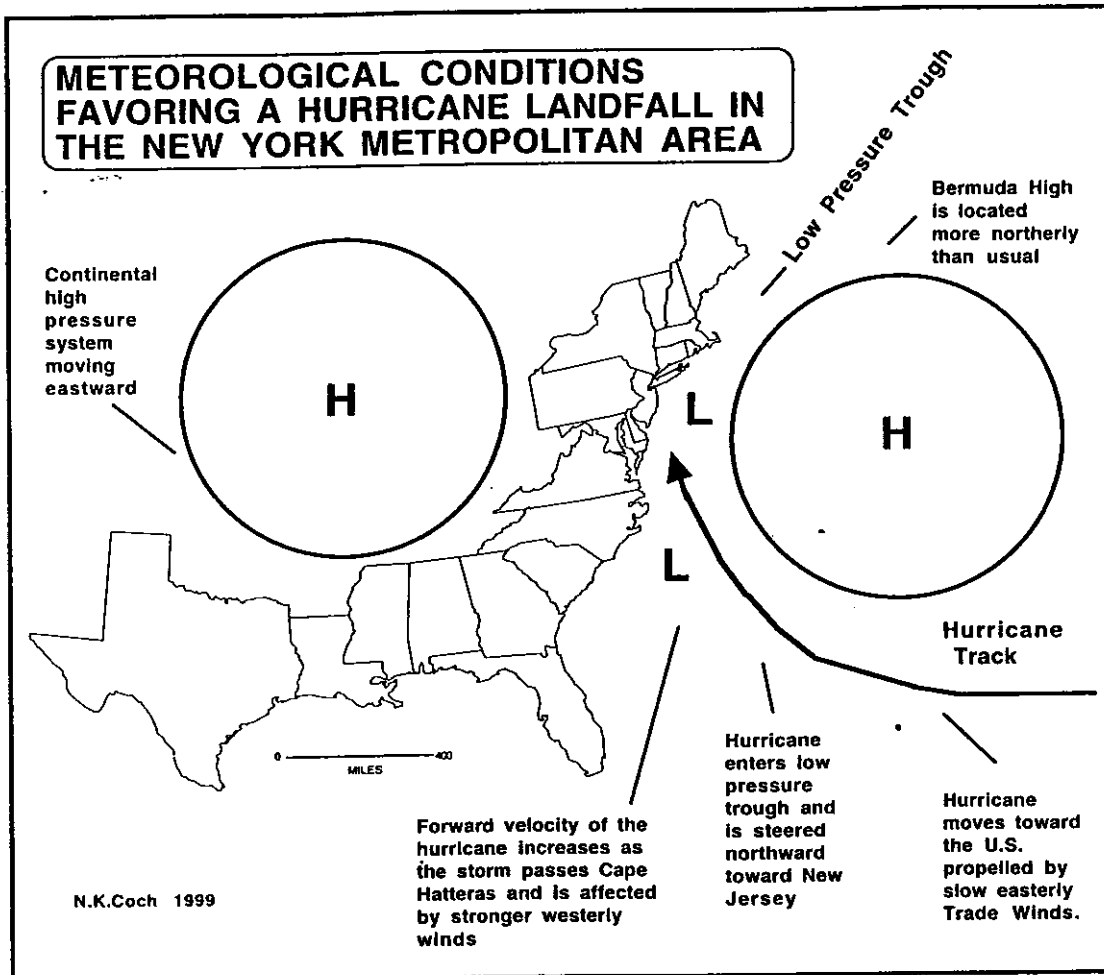 METEOROLOGICAL CONDITIONS
FAVORING A HURRICANE LANDFALL IN
THE NEW YORK METROPOLITAN AREA
Low Pressure Trough
Bermuda High
is located
more northerly
than usual
Continental
high
pressure
system
moving
eastward
H
L
H
L
Hurricane
Track
0 400
MILES
Hurricane
enters low
pressure
trough and
is steered
northward
toward New
Jersey
Hurricane
moves toward
the U.S.
propelled by
slow easterly
Trade Winds.
Forward velocity of the
hurricane increases as
the storm passes Cape
Hatteras and is affected
by stronger westerly
winds
N.K.Coch 1999